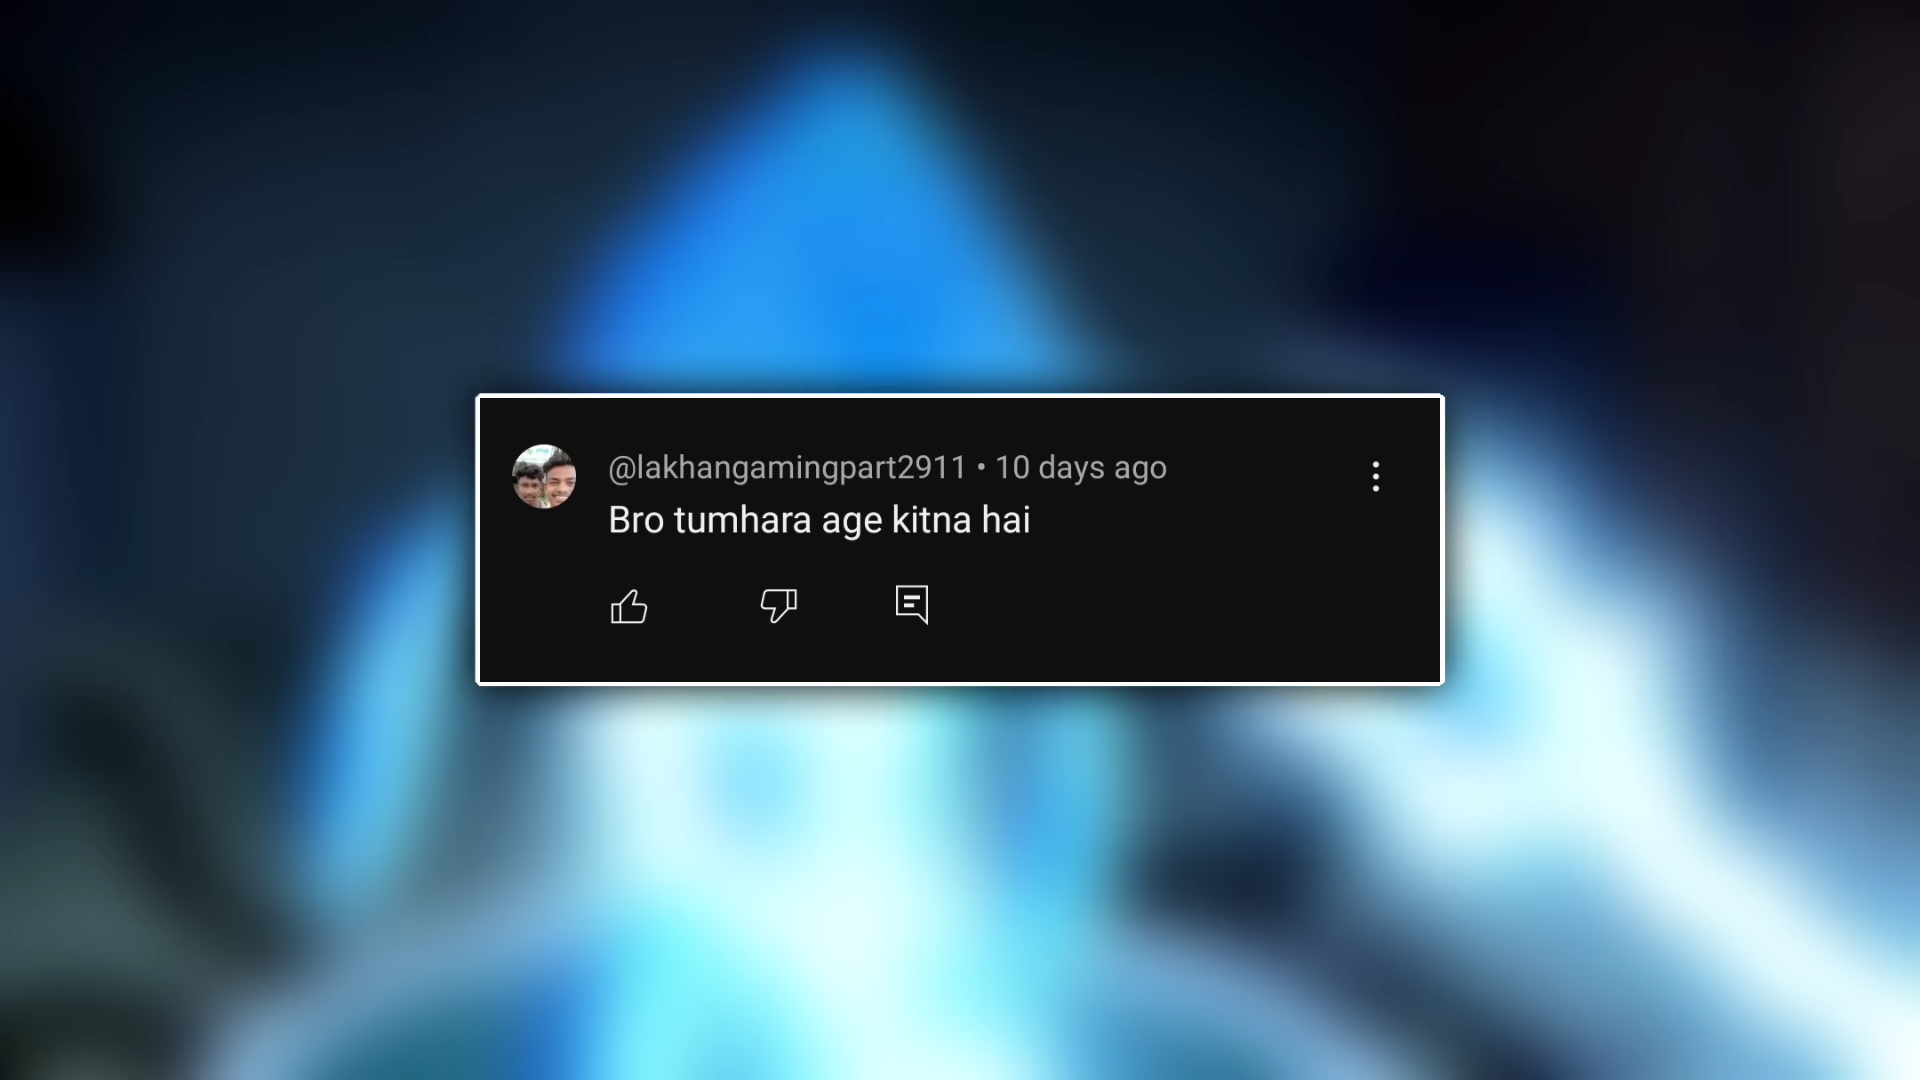 @lakhangamingpart2911 • 10 days ago
Bro tumhara age kitna hai